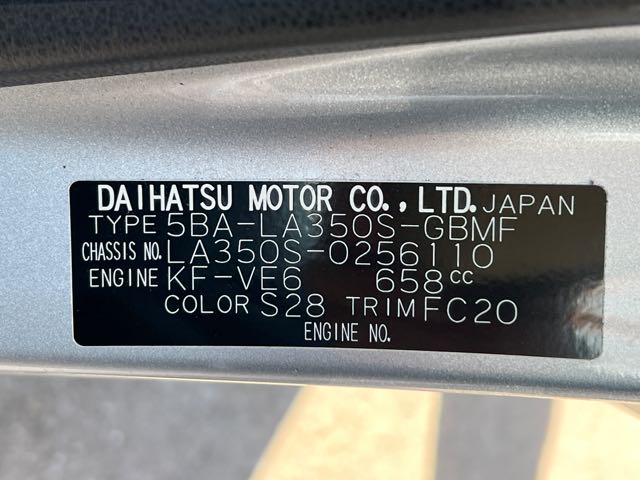 DAIHATSU MOTOR CO., LTD. JAPAN
TYPE 5BA-LA350S-GBMF
CHASSIS NO. LA350S-0256110
ENGINE KF-VE6 658cc
COLOR S28 TRIM FC20
ENGINE NO.